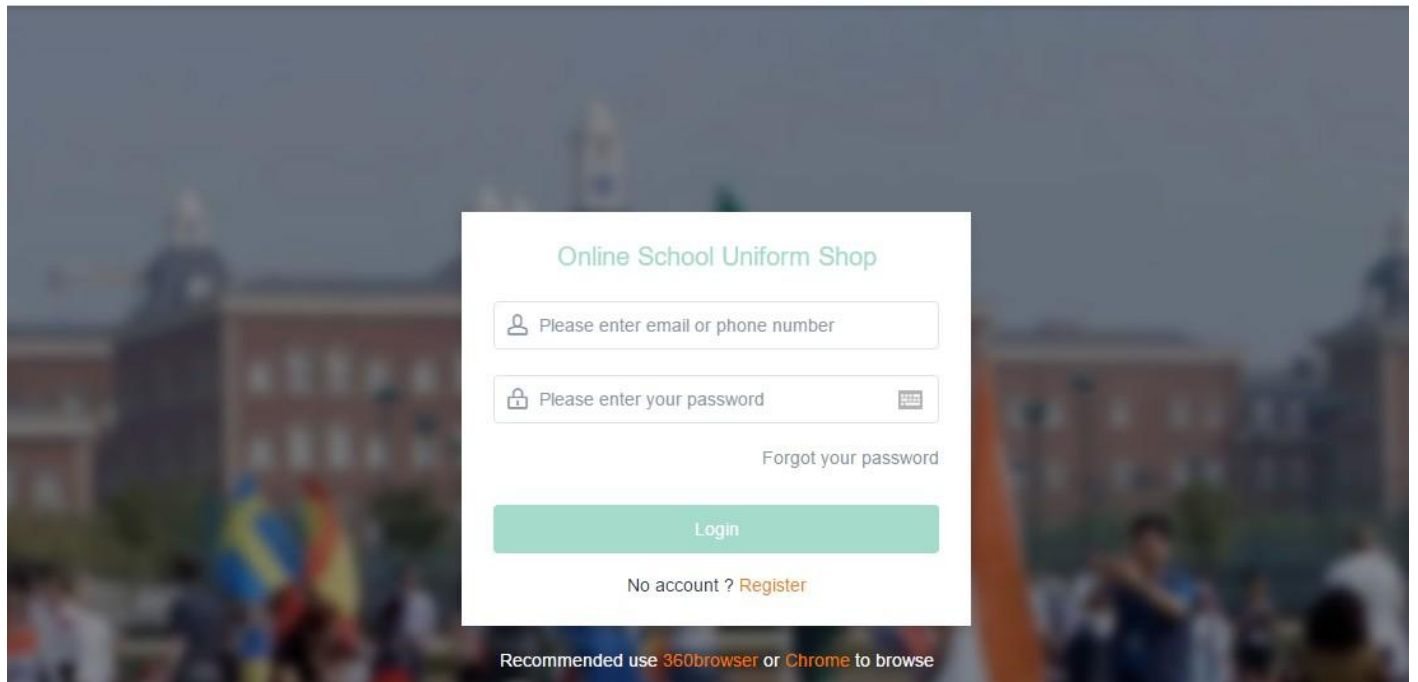 Online School Uniform Shop
Please enter email or phone number
Please enter your password
Forgot your password
Login
No account ? Register
Recommended use 360browser or Chrome to browse